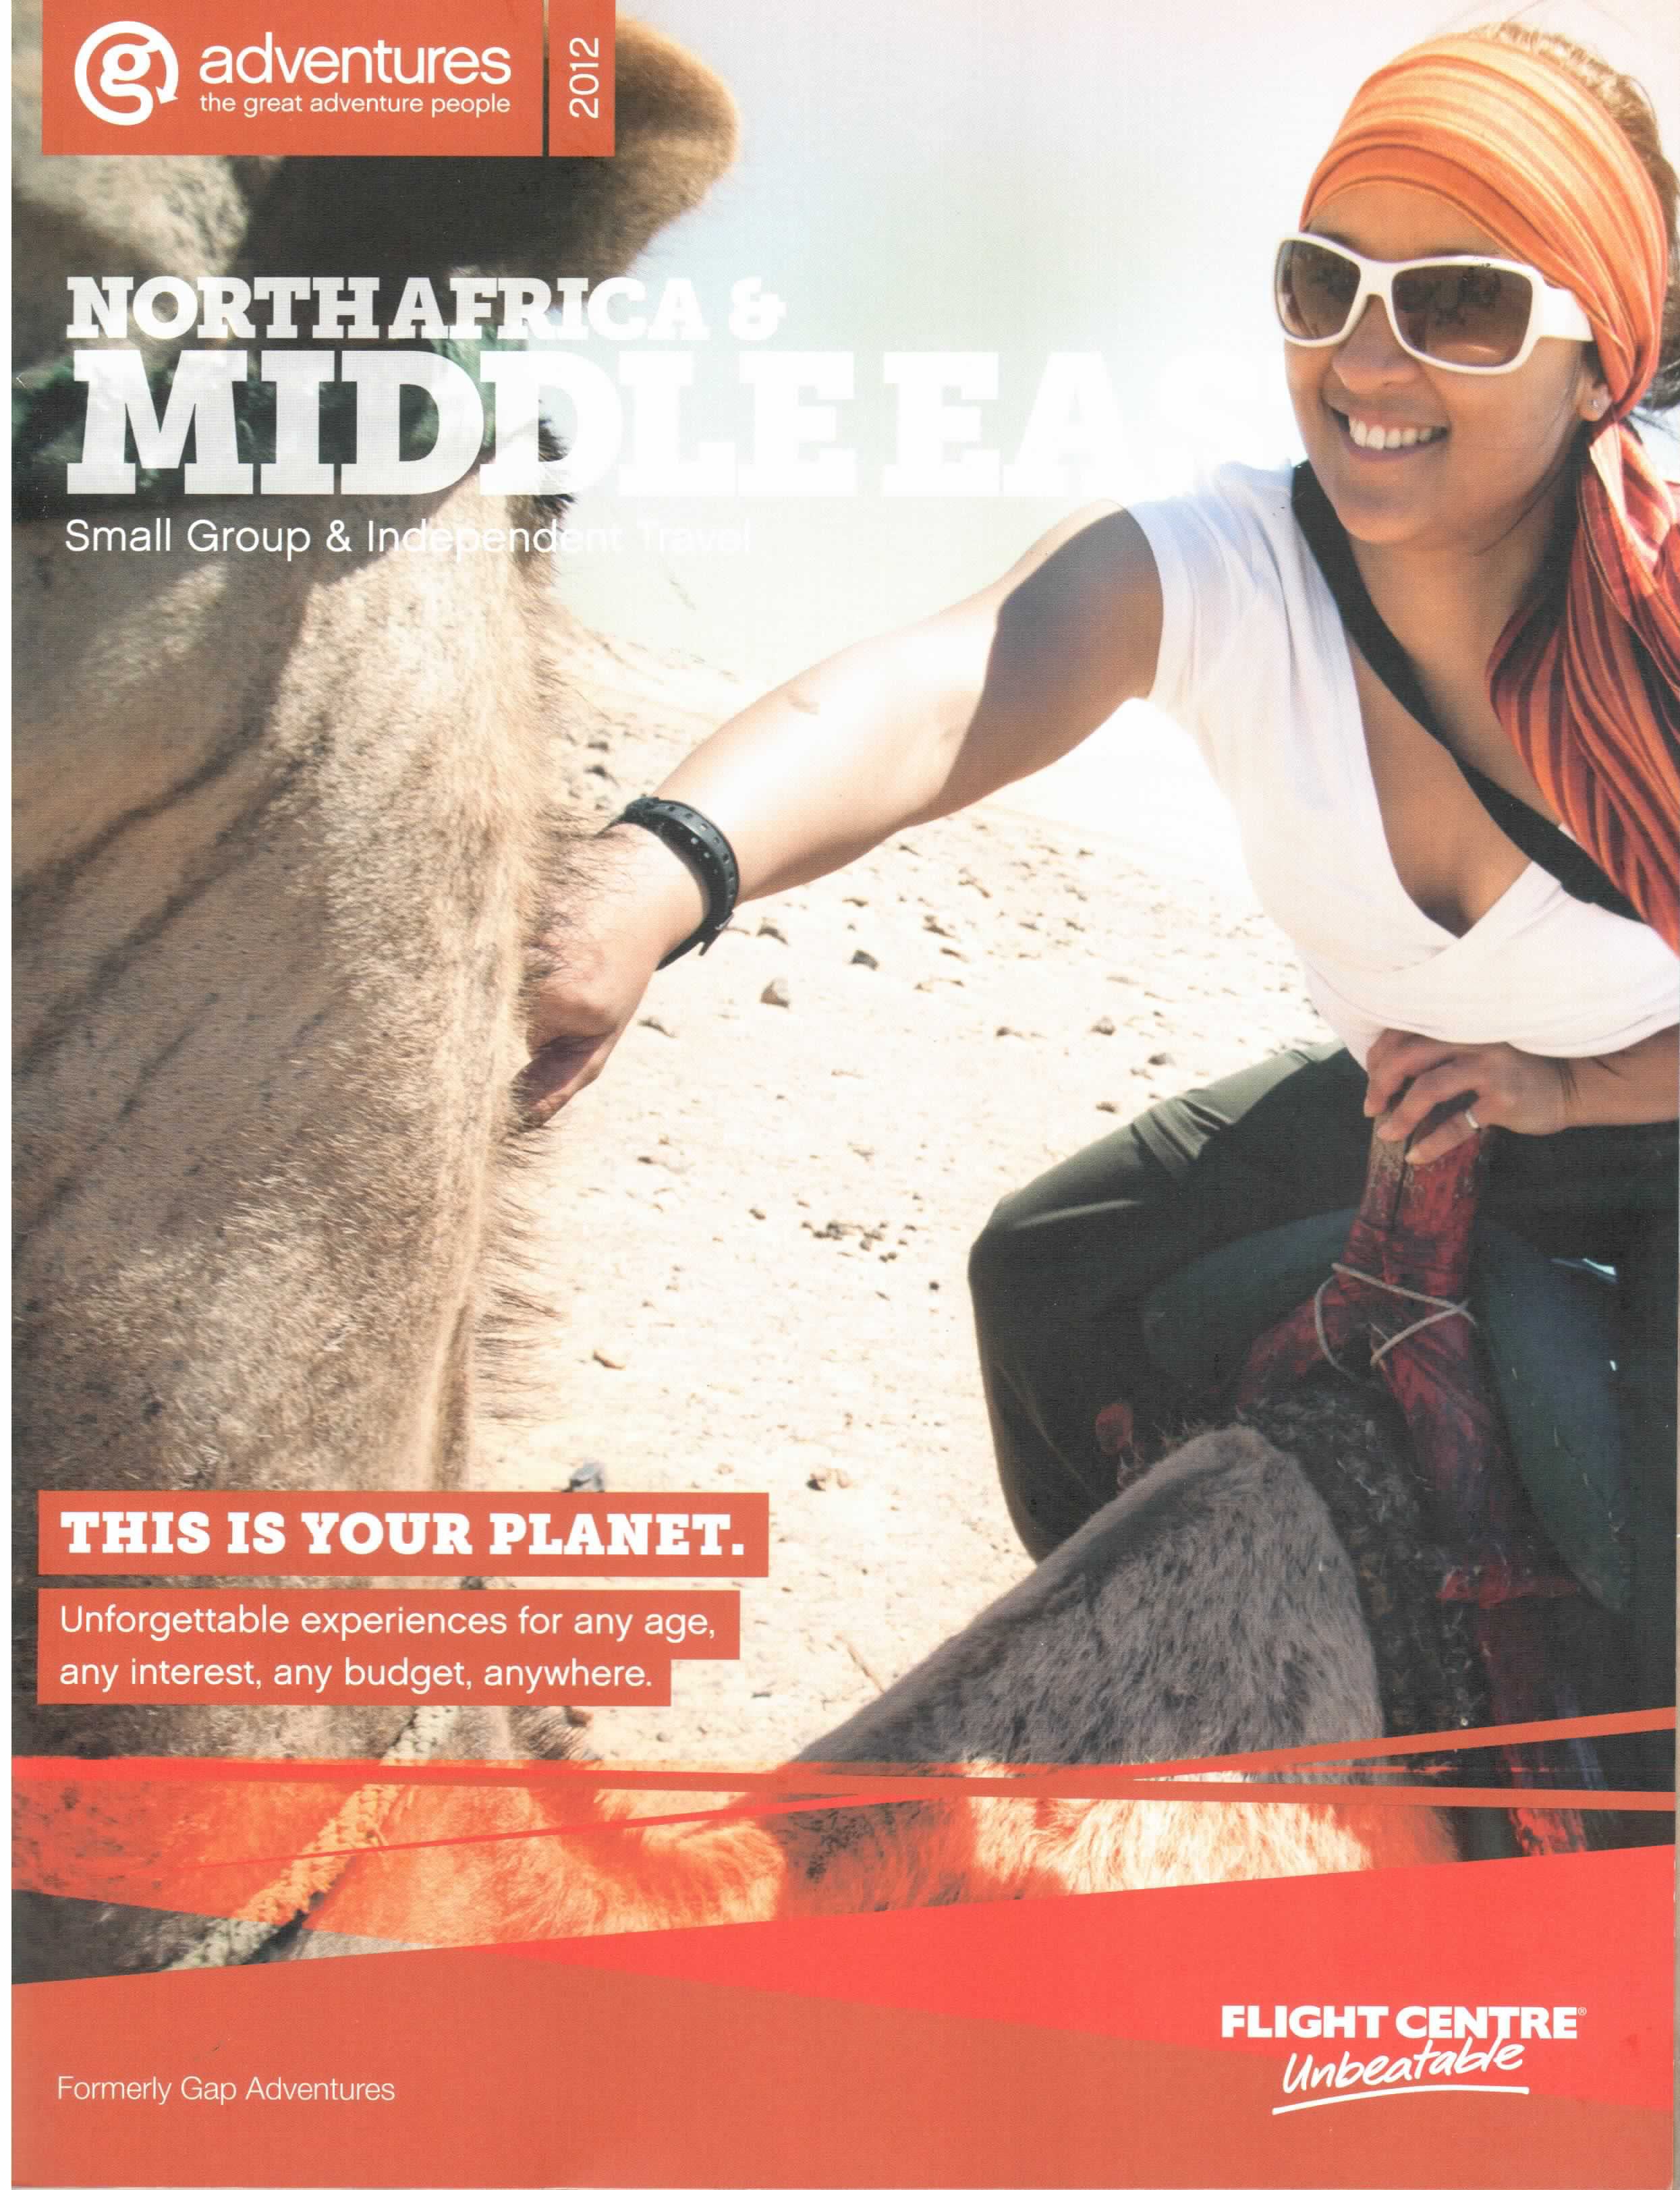 g adventures
the great adventure people
2012
NORTH AFRICA &
MIDDLE EAS
Small Group & Independent Travel
THIS IS YOUR PLANET.
Unforgettable experiences for any age,
any interest, any budget, anywhere.
FLIGHT CENTRE®
Unbeatable
Formerly Gap Adventures